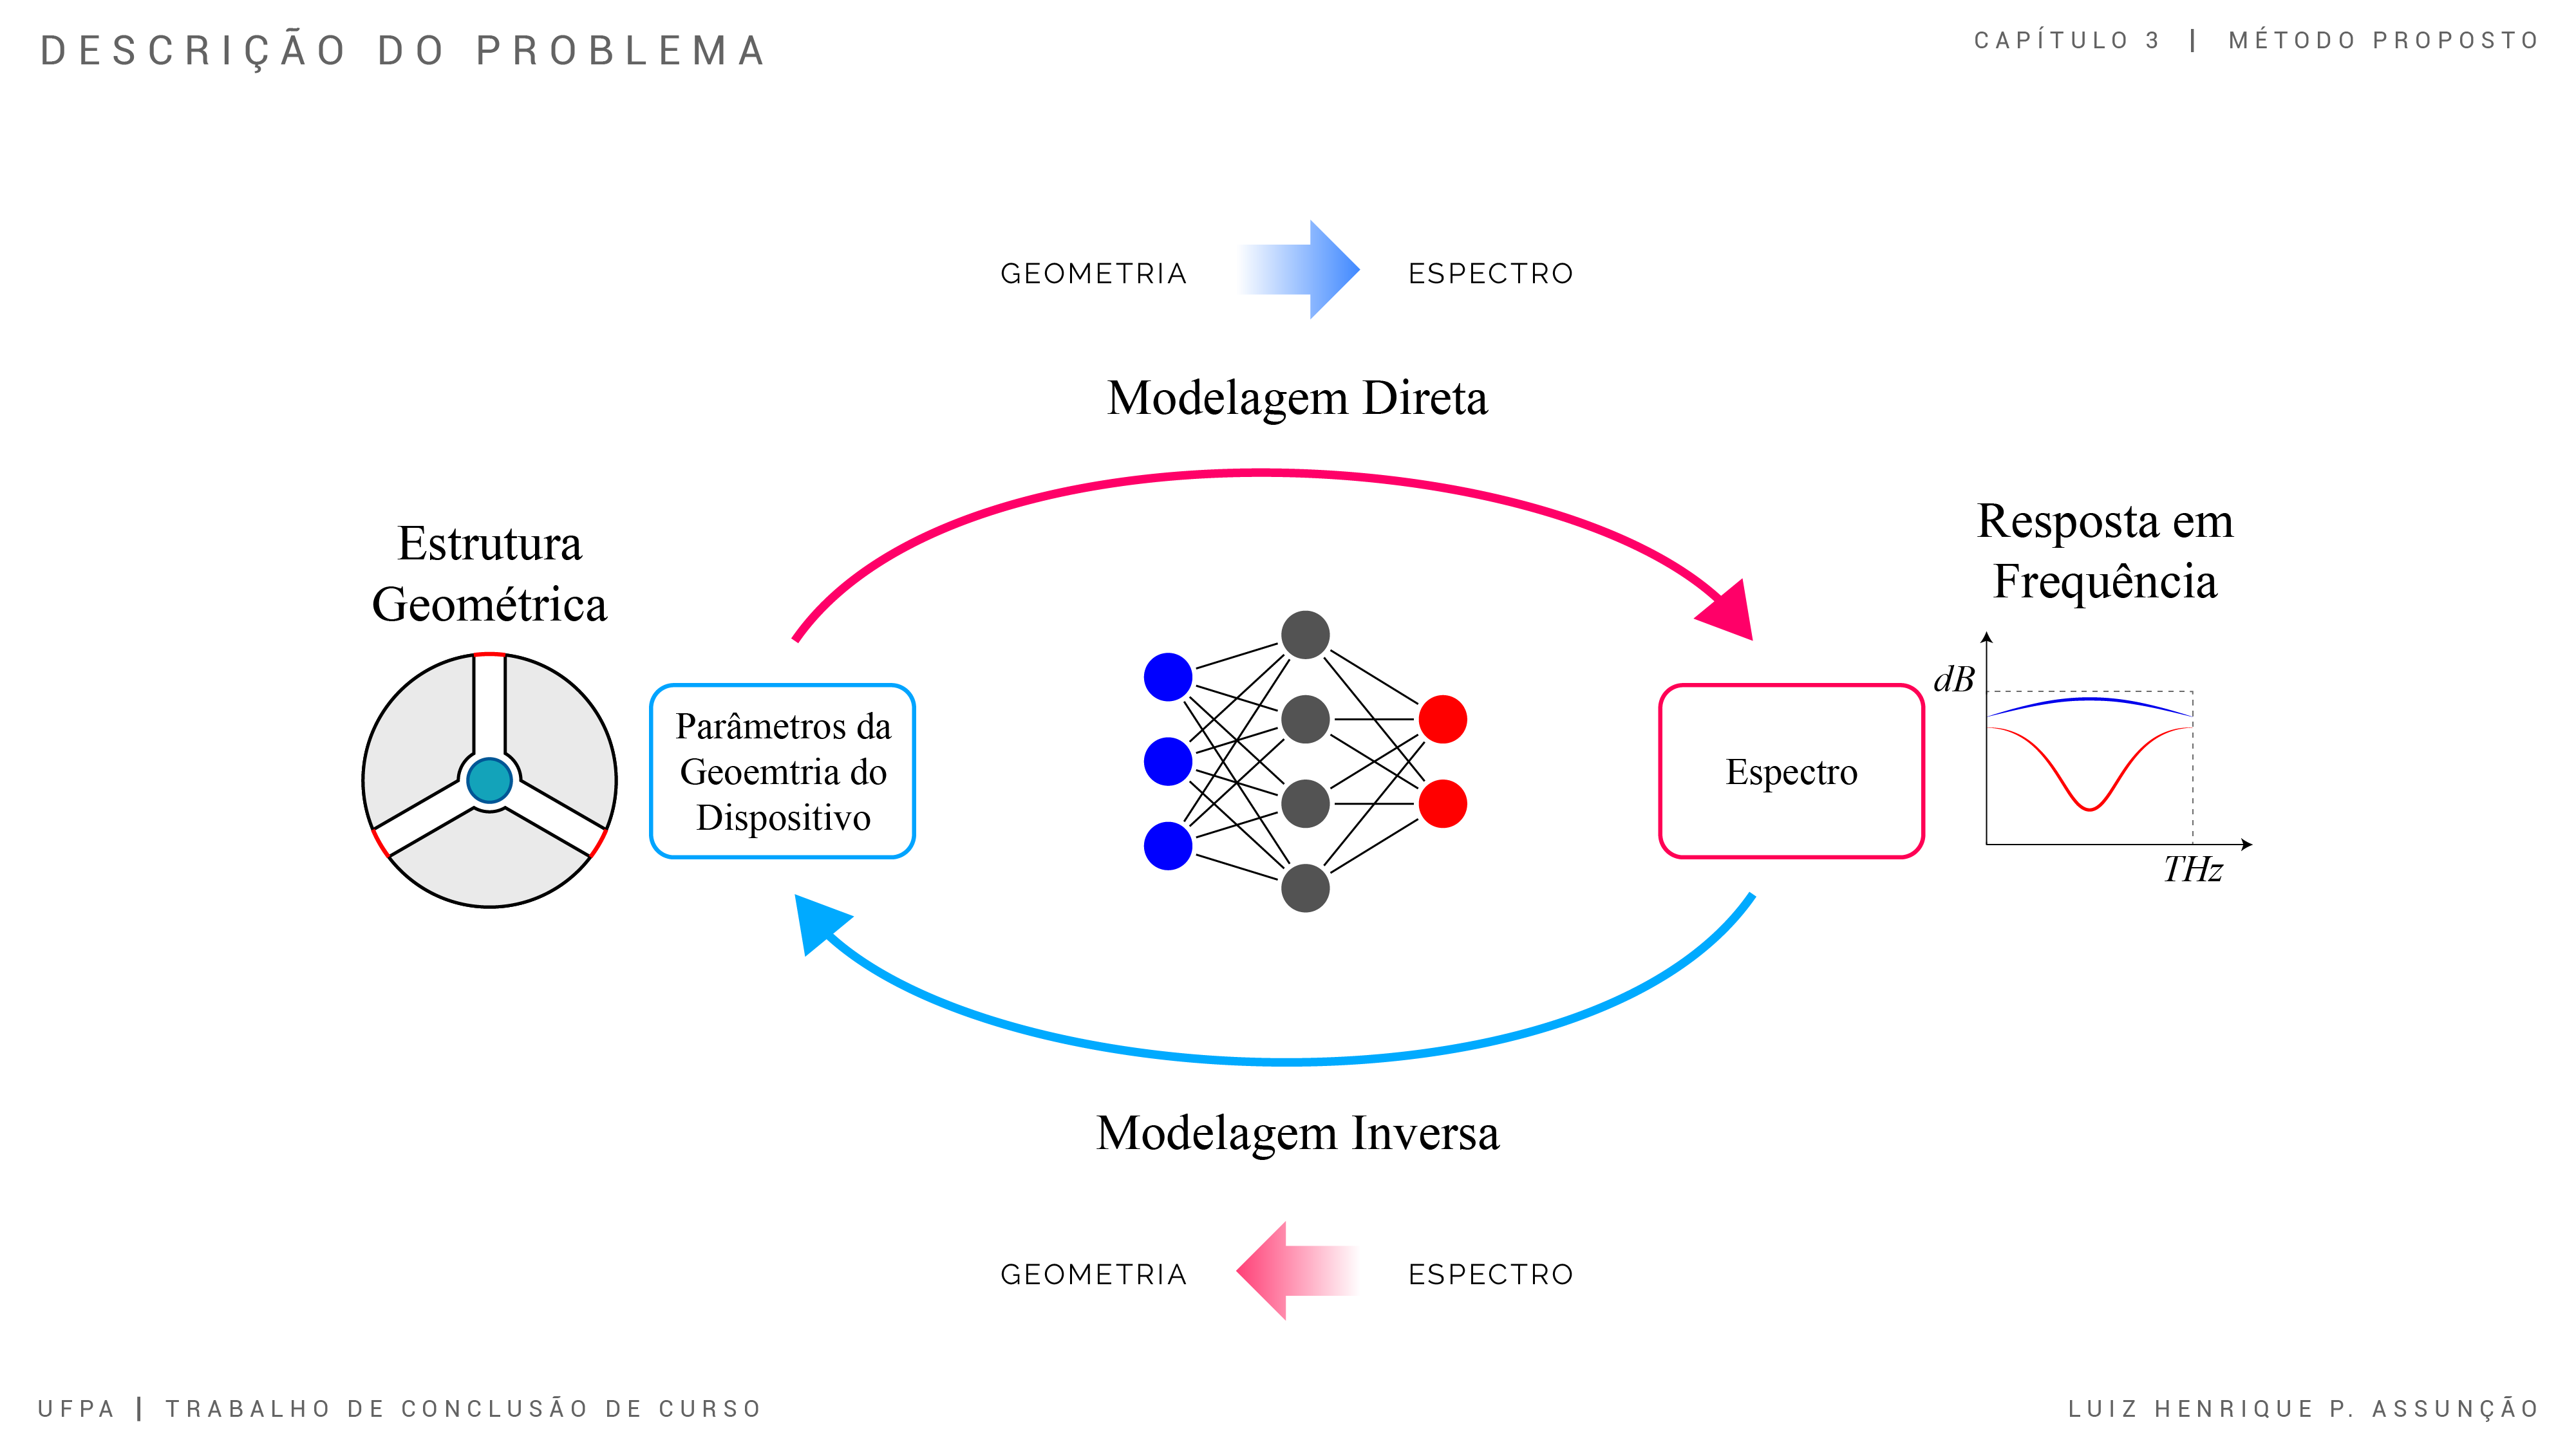 DESCRIÇÃO DO PROBLEMA
CAPÍTULO 3 | MÉTODO PROPOSTO
GEOMETRIA
ESPECTRO
Modelagem Direta
Estrutura
Geométrica
Parâmetros da
Geoemtria do
Dispositivo
Espectro
Resposta em
Frequência
dB
THz
Modelagem Inversa
GEOMETRIA
ESPECTRO
UFPA | TRABALHO DE CONCLUSÃO DE CURSO
LUIZ HENRIQUE P. ASSUNÇÃO